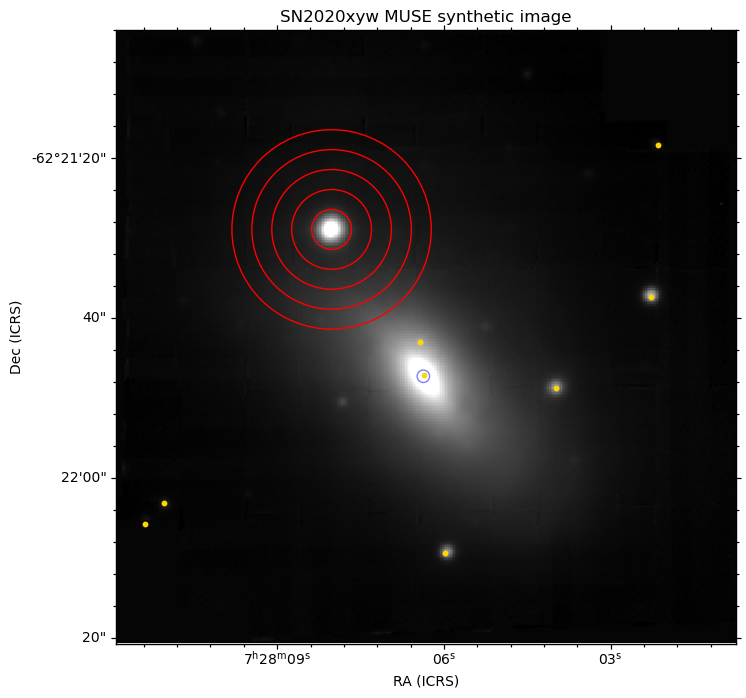 SN2020xyw MUSE synthetic image
-62°21'20"
40"
22'00"
20"
Dec (ICRS)
7ʰ28ᵐ09ˢ 06ˢ 03ˢ
RA (ICRS)